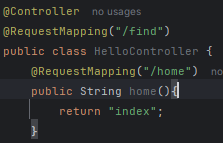 @Controller no usages
@RequestMapping("/find")
public class HelloController {
@RequestMapping("/home") no
public String home(){
return "index";
}